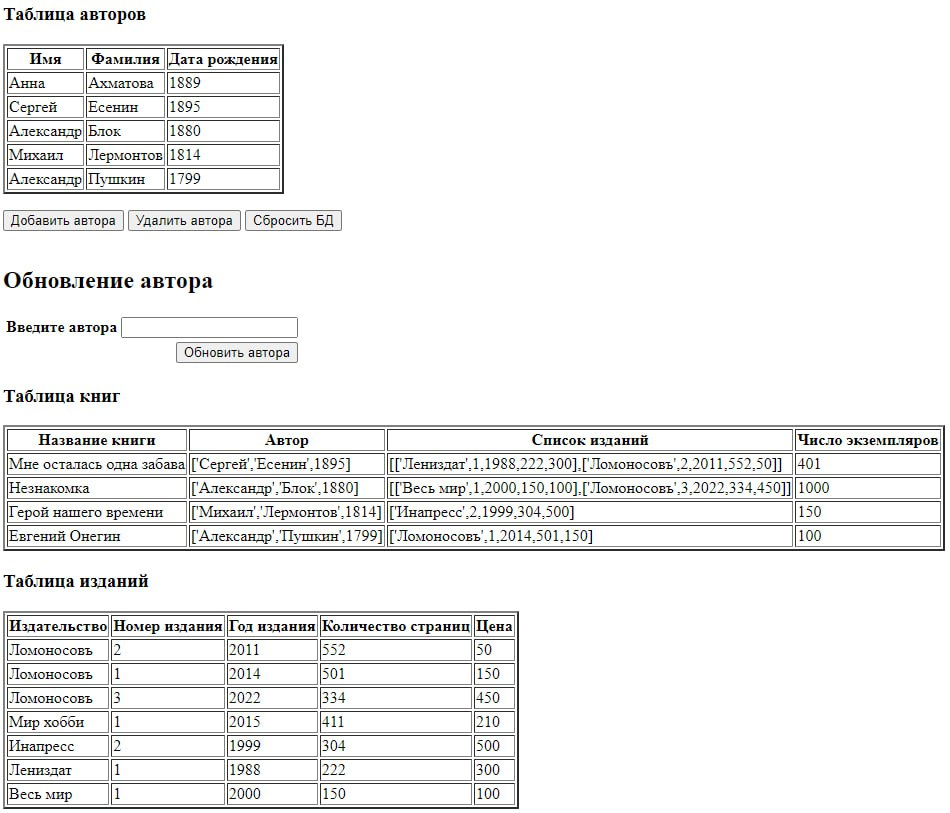 Таблица авторов
Имя Фамилия Дата рождения
Анна Ахматова 1889
Сергей Есенин 1895
Александр Блок 1880
Михаил Лермонтов 1814
Александр Пушкин 1799
Добавить автора Удалить автора Сбросить БД
Обновление автора
Введите автора
Обновить автора
Таблица книг
Название книги Автор Список изданий Число экземпляров
Мне осталась одна забава ['Сергей','Есенин',1895] [['Лениздат',1,1988,222,300],['Ломоносовъ',2,2011,552,50]] 401
Незнакомка ['Александр','Блок',1880] [['Весь мир',1,2000,150,100],['Ломоносовъ',3,2022,334,450]] 1000
Герой нашего времени ['Михаил','Лермонтов',1814] ['Инапресс',2,1999,304,500] 150
Евгений Онегин ['Александр','Пушкин',1799] ['Ломоносовъ',1,2014,501,150] 100
Таблица изданий
Издательство Номер издания Год издания Количество страниц Цена
Ломоносовъ 2 2011 552 50
Ломоносовъ 1 2014 501 150
Ломоносовъ 3 2022 334 450
Мир хобби 1 2015 411 210
Инапресс 2 1999 304 500
Лениздат 1 1988 222 300
Весь мир 1 2000 150 100